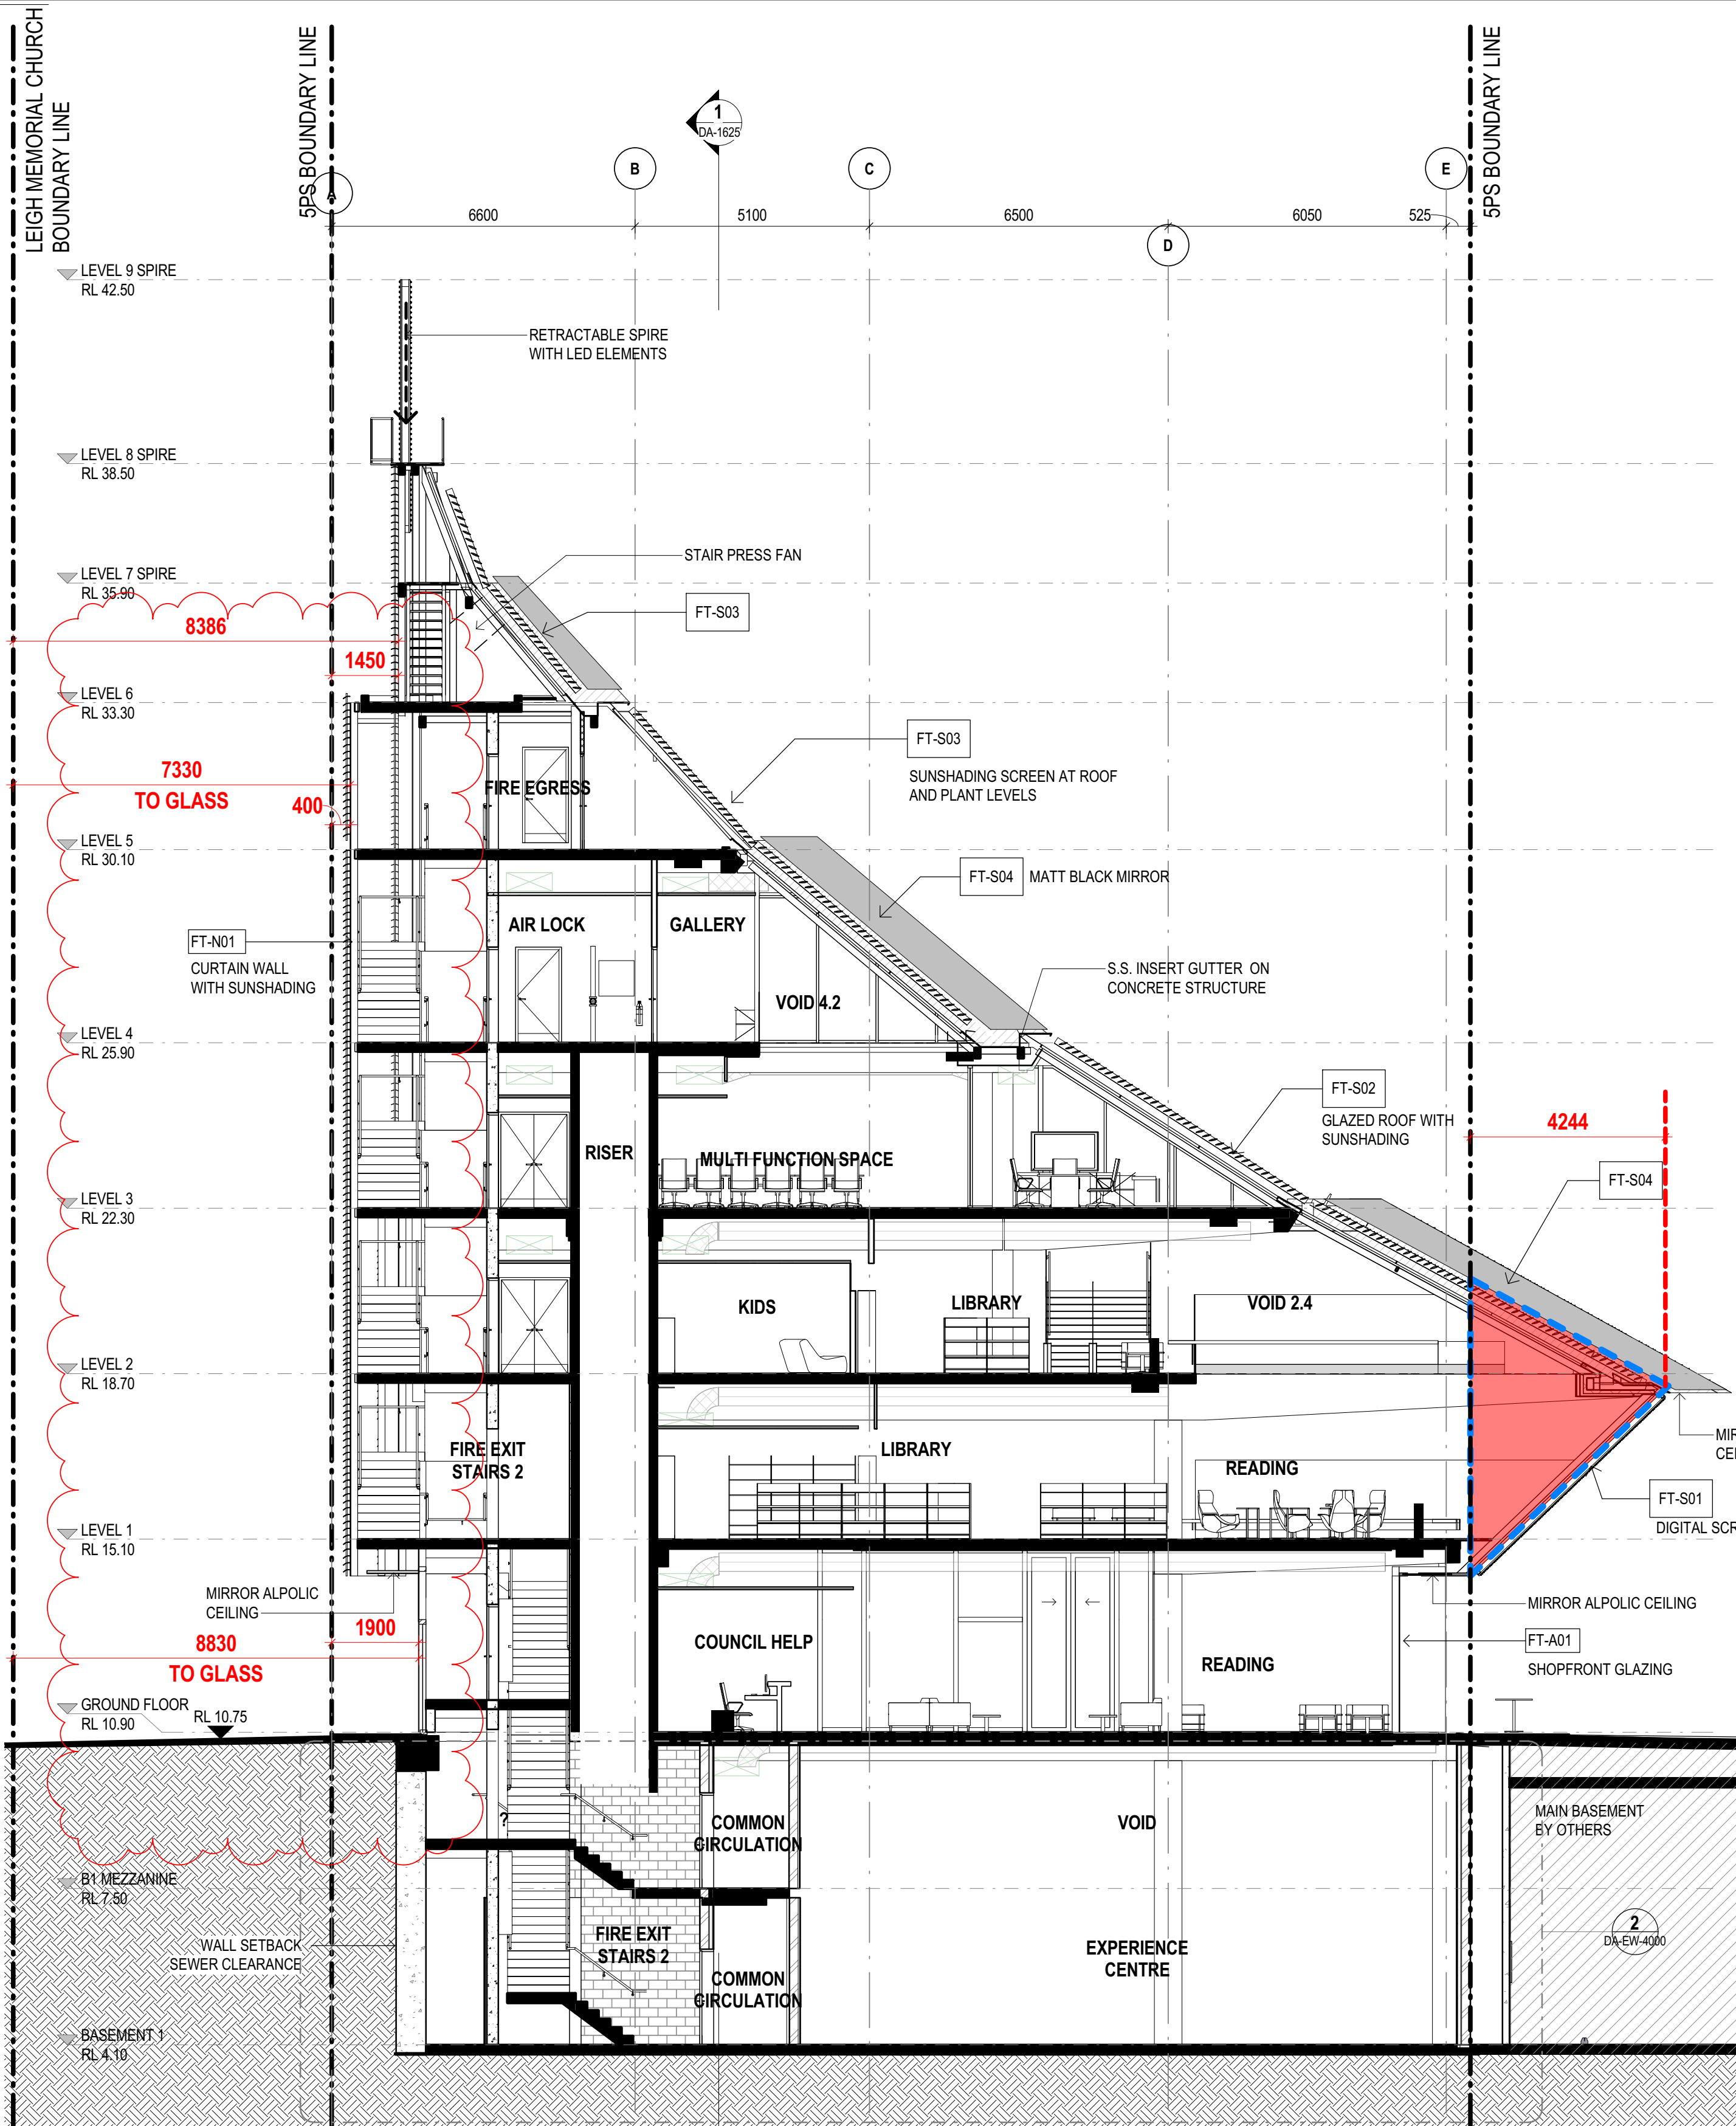 LEIGH MEMORIAL CHURCH
BOUNDARY LINE
5PS BOUNDARY LINE
5PS BOUNDARY LINE
1
DA-1625
A
B
C
E
D
6600
5100
6500
6050
525
LEVEL 9 SPIRE
RL 42.50
RETRACTABLE SPIRE
WITH LED ELEMENTS
LEVEL 8 SPIRE
RL 38.50
STAIR PRESS FAN
LEVEL 7 SPIRE
RL 35.90
FT-S03
8386
1450
LEVEL 6
RL 33.30
FT-S03
SUNSHADING SCREEN AT ROOF
AND PLANT LEVELS
7330
TO GLASS
400
FIRE EGRESS
LEVEL 5
RL 30.10
FT-S04
MATT BLACK MIRROR
AIR LOCK
GALLERY
FT-N01
CURTAIN WALL
WITH SUNSHADING
S.S. INSERT GUTTER ON
CONCRETE STRUCTURE
VOID 4.2
LEVEL 4
RL 25.90
FT-S02
GLAZED ROOF WITH
SUNSHADING
4244
RISER
MULTI FUNCTION SPACE
FT-S04
LEVEL 3
RL 22.30
KIDS
LIBRARY
VOID 2.4
LEVEL 2
RL 18.70
MIR
CEI
FIRE EXIT
STAIRS 2
LIBRARY
READING
FT-S01
DIGITAL SCR
LEVEL 1
RL 15.10
MIRROR ALPOLIC
CEILING
MIRROR ALPOLIC CEILING
1900
8830
TO GLASS
COUNCIL HELP
READING
FT-A01
SHOPFRONT GLAZING
GROUND FLOOR
RL 10.90
RL 10.75
?
COMMON
CIRCULATION
VOID
MAIN BASEMENT
BY OTHERS
B1 MEZZANINE
RL 7.50
WALL SETBACK
SEWER CLEARANCE
FIRE EXIT
STAIRS 2
COMMON
CIRCULATION
EXPERIENCE
CENTRE
2
DA-EW-4000
BASEMENT 1
RL 4.10